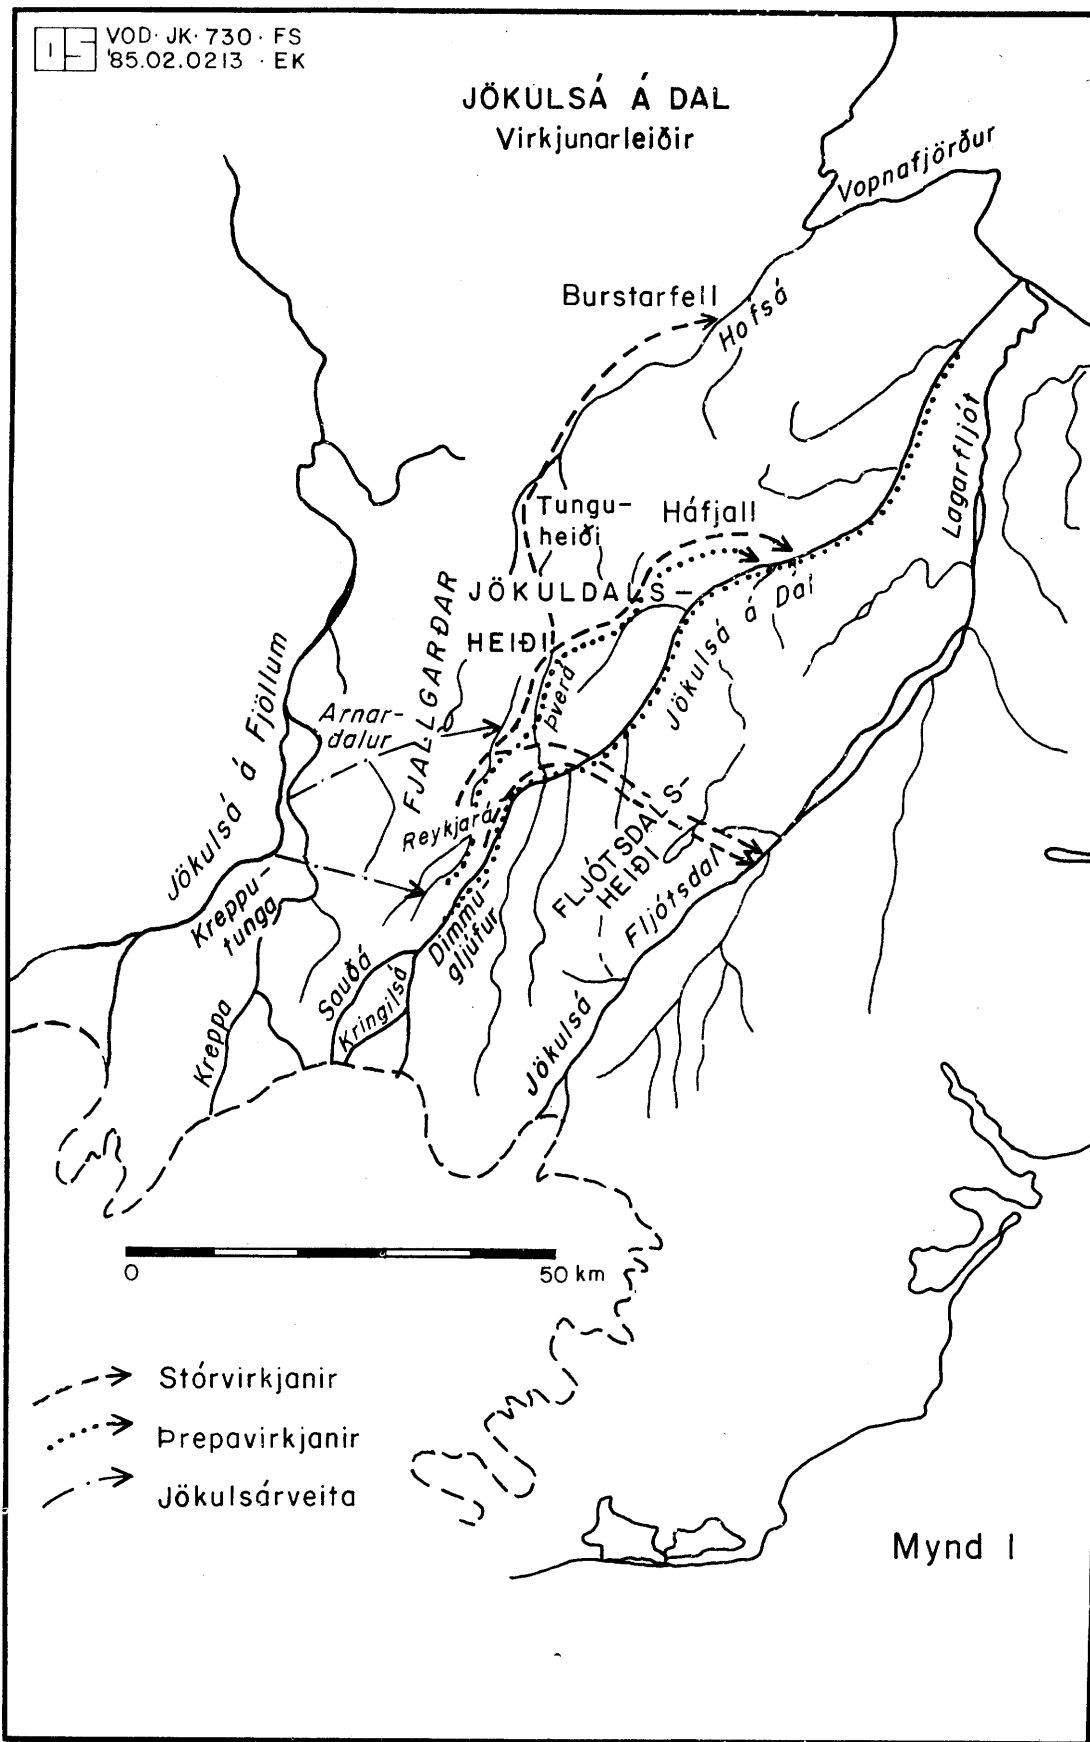 OS
VOD· JK· 730 · FS
'85.02.0213 · EK
JÖKULSÁ Á DAL
Virkjunarleiðir
Vopnafjörður
Burstarfell
Hofsá
Lagarfljót
Tungu-
heiði
Háfjall
JÖKULDALS-
HEIÐI
Jökulsá á Dal
FJALLGARÐAR
Þverá
Jökulsá á Fjöllum
Arnar-
dalur
Reykjará
FLJÓTSDALS-
HEIÐI
Kreppu-
tunga
Dimmu-
gljúfur
Jökulsá Fljótsdal
Sauðá
Kringilsá
Kreppa
0 50 km
Stórvirkjanir
Þrepavirkjanir
Jökulsárveita
Mynd 1